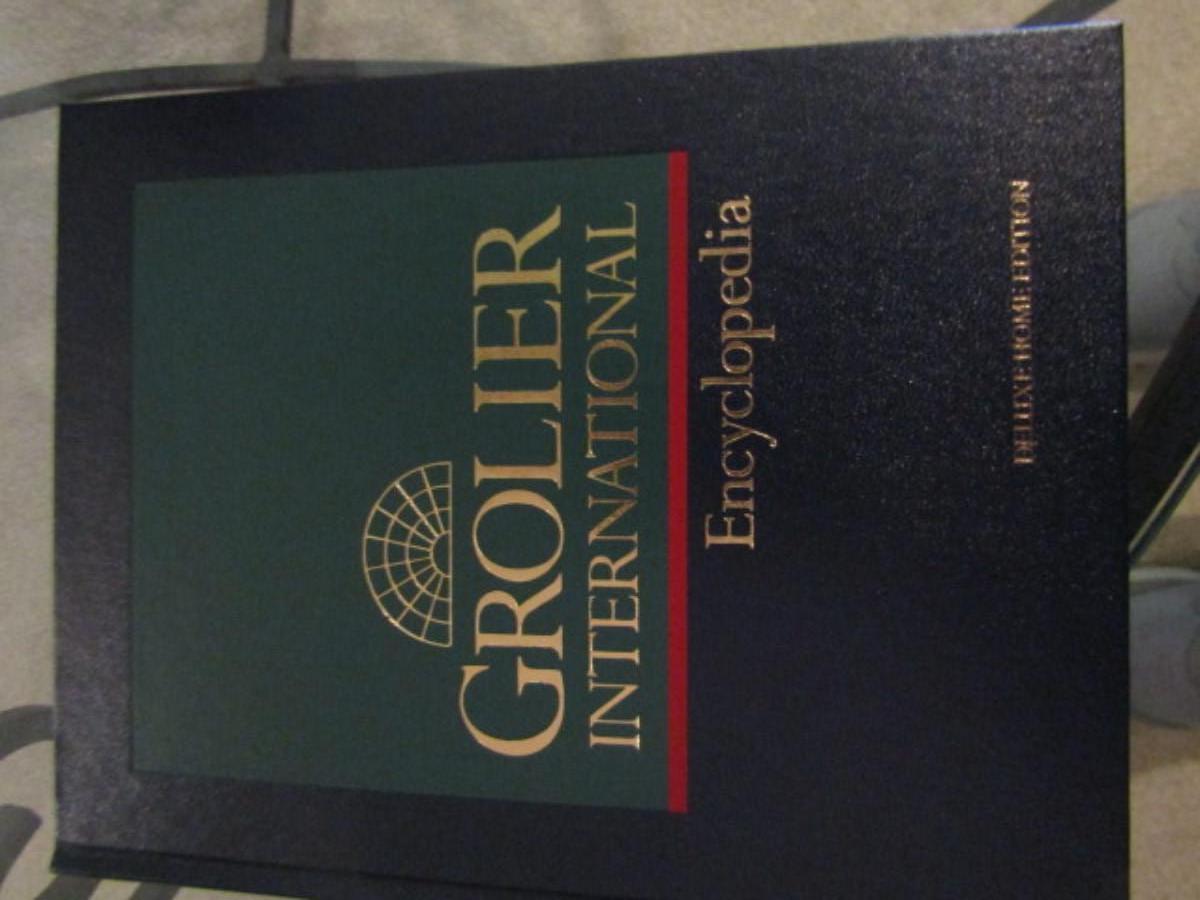 GROLIER
INTERNATIONAL
Encyclopedia
DELUXE HOME EDITION